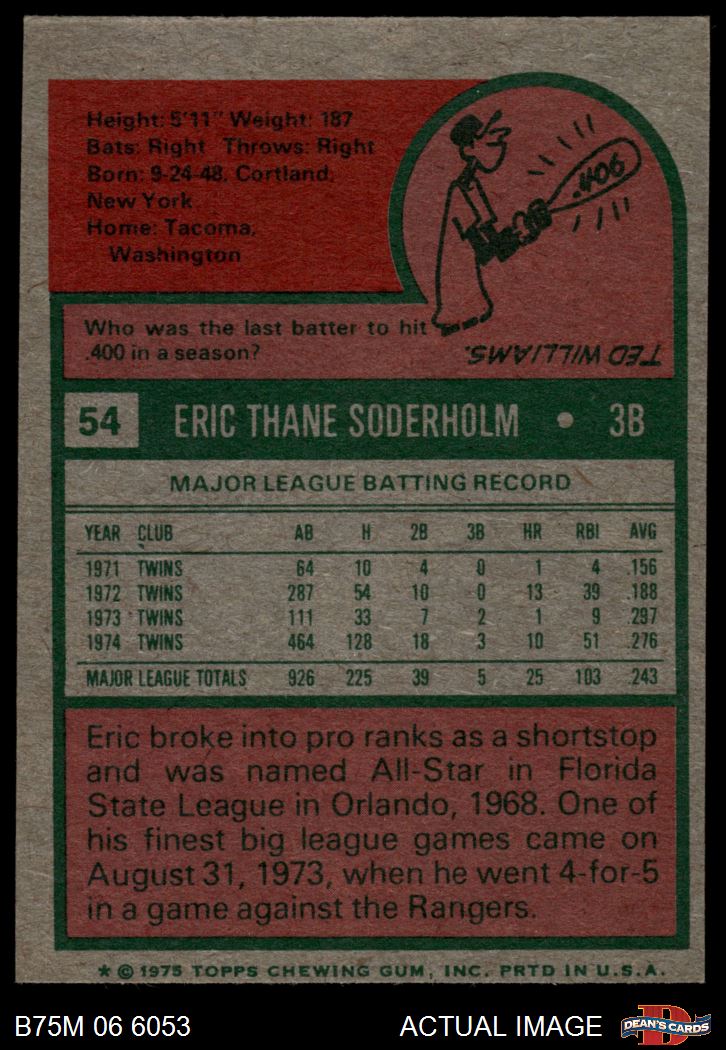 Height: 5'11" Weight: 187
Bats: Right Throws: Right
Born: 9-24-48, Cortland,
New York
Home: Tacoma,
Washington
.406
Who was the last batter to hit
.400 in a season?
TED WILLIAMS.
54 ERIC THANE SODERHOLM • 3B
MAJOR LEAGUE BATTING RECORD
YEAR CLUB AB H 2B 3B HR RBI AVG
1971 TWINS 64 10 4 0 1 4 .156
1972 TWINS 287 54 10 0 13 39 .188
1973 TWINS 111 33 7 2 1 9 .297
1974 TWINS 464 128 18 3 10 51 .276
MAJOR LEAGUE TOTALS 926 225 39 5 25 103 .243
Eric broke into pro ranks as a shortstop
and was named All-Star in Florida
State League in Orlando, 1968. One of
his finest big league games came on
August 31, 1973, when he went 4-for-5
in a game against the Rangers.
* © 1975 TOPPS CHEWING GUM, INC. PRTD IN U.S.A.
B75M 06 6053 ACTUAL IMAGE D DEAN'S CARDS